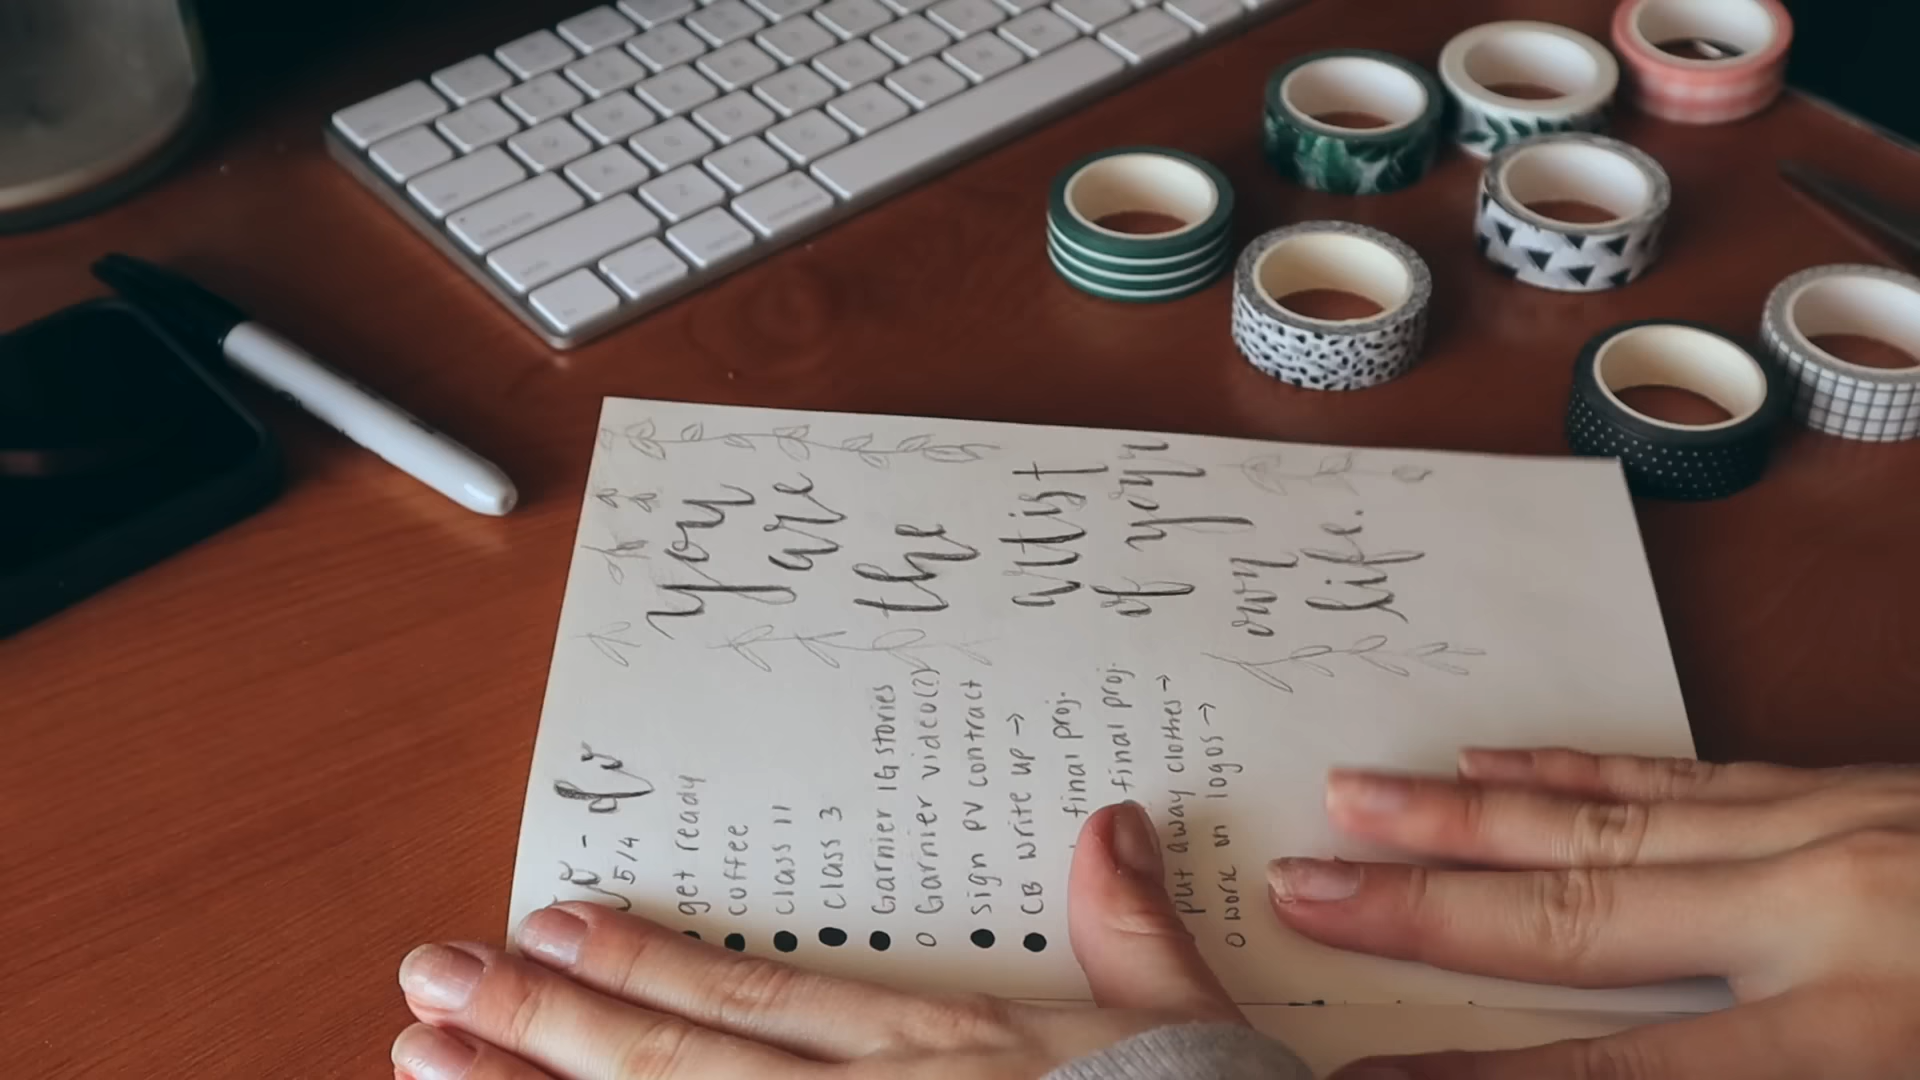 5/4
get ready
coffee
class 11
class 3
Garnier IG stories
Garnier video(?)
sign PV contract
CB write up →
final proj.
final proj.
put away clothes →
work on logos →
you
are
the
artist
of your
own
life.